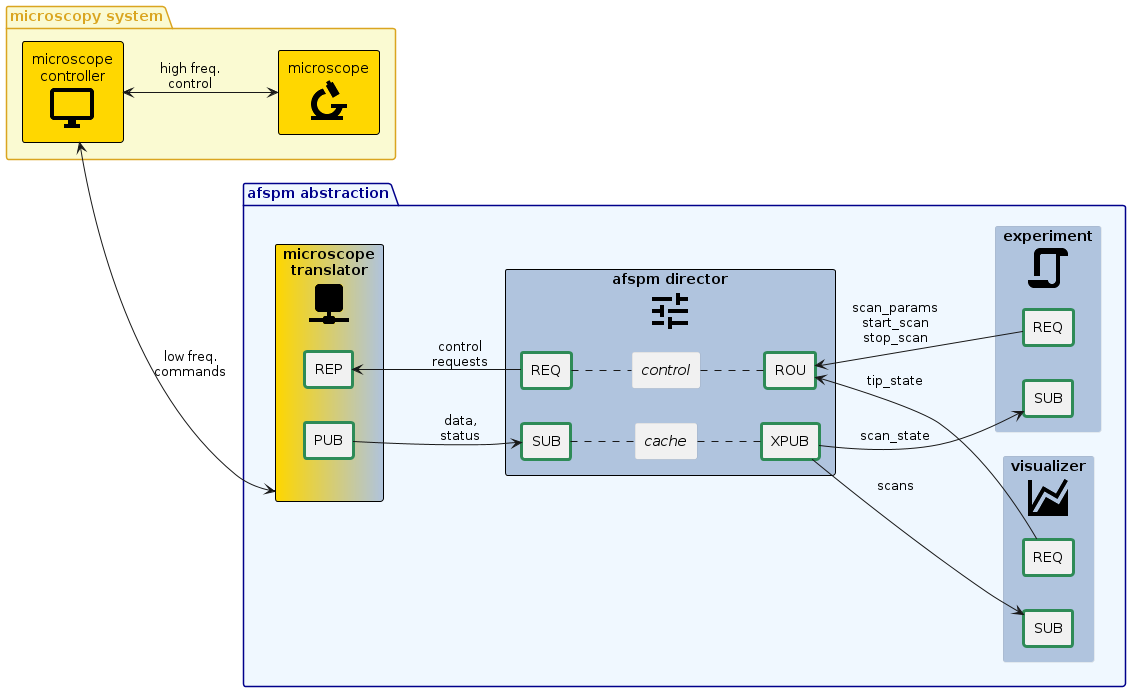 microscopy system
microscope
controller
high freq.
control
microscope
low freq.
commands
afspm abstraction
microscope
translator
REP
PUB
control
requests
data,
status
afspm director
REQ
control
ROU
SUB
cache
XPUB
scan_params
start_scan
stop_scan
tip_state
scan_state
scans
experiment
REQ
SUB
visualizer
REQ
SUB